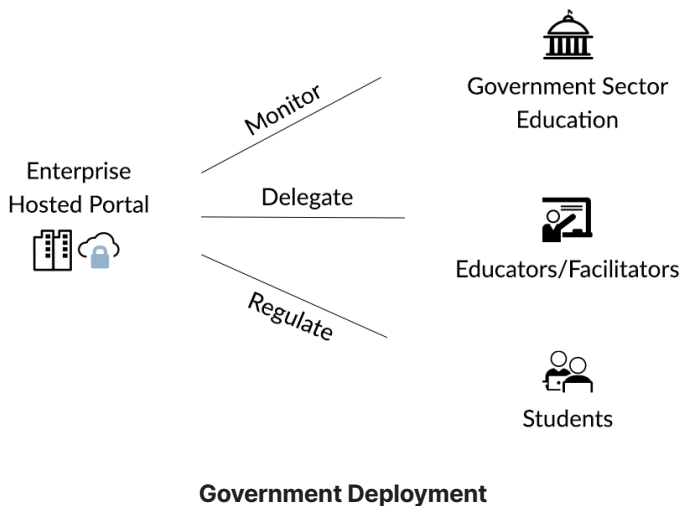 Government Sector
Education
Monitor
Enterprise
Hosted Portal
Delegate
Educators/Facilitators
Regulate
Students
Government Deployment